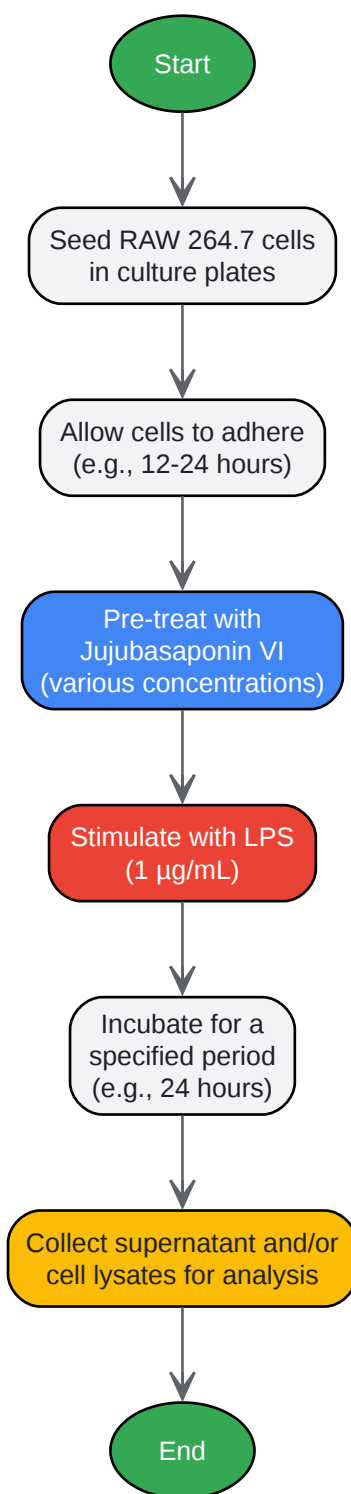 Start
Seed RAW 264.7 cells
in culture plates
Allow cells to adhere
(e.g., 12-24 hours)
Pre-treat with
Jujubasaponin VI
(various concentrations)
Stimulate with LPS
(1 µg/mL)
Incubate for a
specified period
(e.g., 24 hours)
Collect supernatant and/or
cell lysates for analysis
End